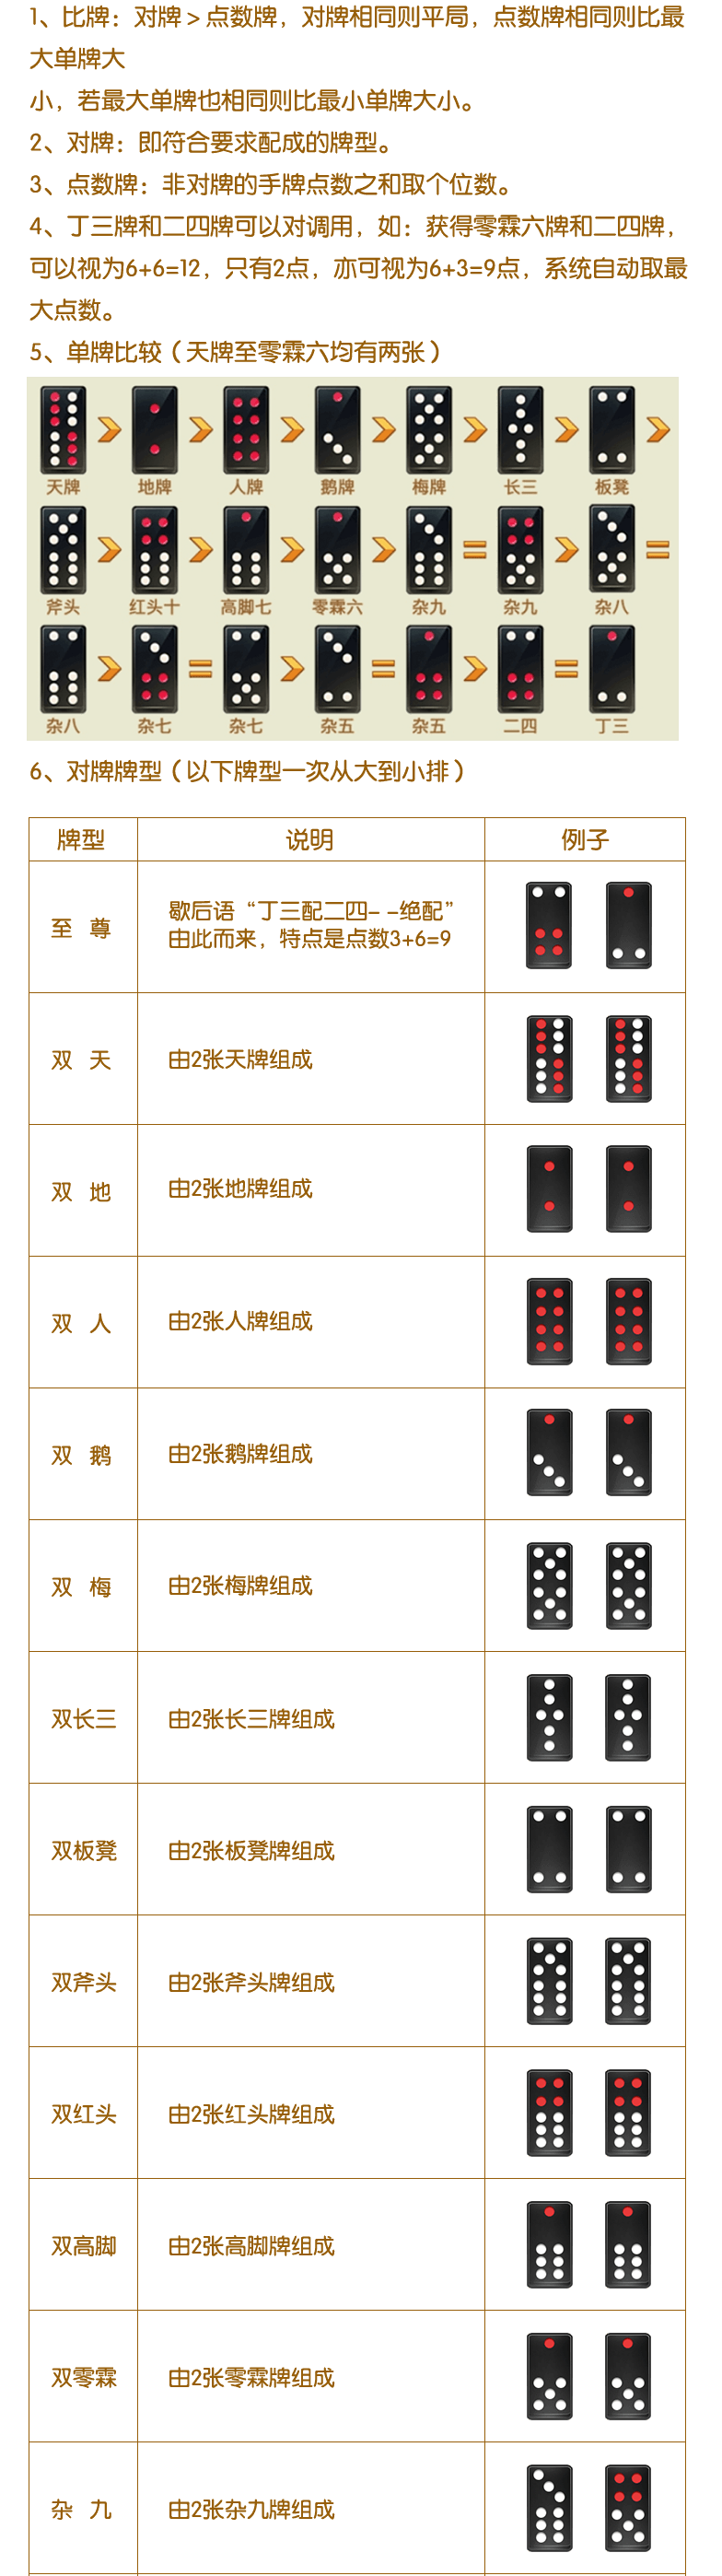 1、比牌：对牌＞点数牌，对牌相同则平局，点数牌相同则比最
大单牌大
小，若最大单牌也相同则比最小单牌大小。
2、对牌：即符合要求配成的牌型。
3、点数牌：非对牌的手牌点数之和取个位数。
4、丁三牌和二四牌可以对调用，如：获得零霖六牌和二四牌，
可以视为6+6=12，只有2点，亦可视为6+3=9点，系统自动取最
大点数。
5、单牌比较（天牌至零霖六均有两张）
天牌 地牌 人牌 鹅牌 梅牌 长三 板凳
斧头 红头十 高脚七 零霖六 杂九 杂九 杂八
杂八 杂七 杂七 杂五 杂五 二四 丁三
6、对牌牌型（以下牌型一次从大到小排）
牌型 说明 例子
歇后语“丁三配二四- -绝配”
至 尊
由此而来，特点是点数3+6=9
双 天 由2张天牌组成
双 地 由2张地牌组成
双 人 由2张人牌组成
双 鹅 由2张鹅牌组成
双 梅 由2张梅牌组成
双长三 由2张长三牌组成
双板凳 由2张板凳牌组成
双斧头 由2张斧头牌组成
双红头 由2张红头牌组成
双高脚 由2张高脚牌组成
双零霖 由2张零霖牌组成
杂 九 由2张杂九牌组成